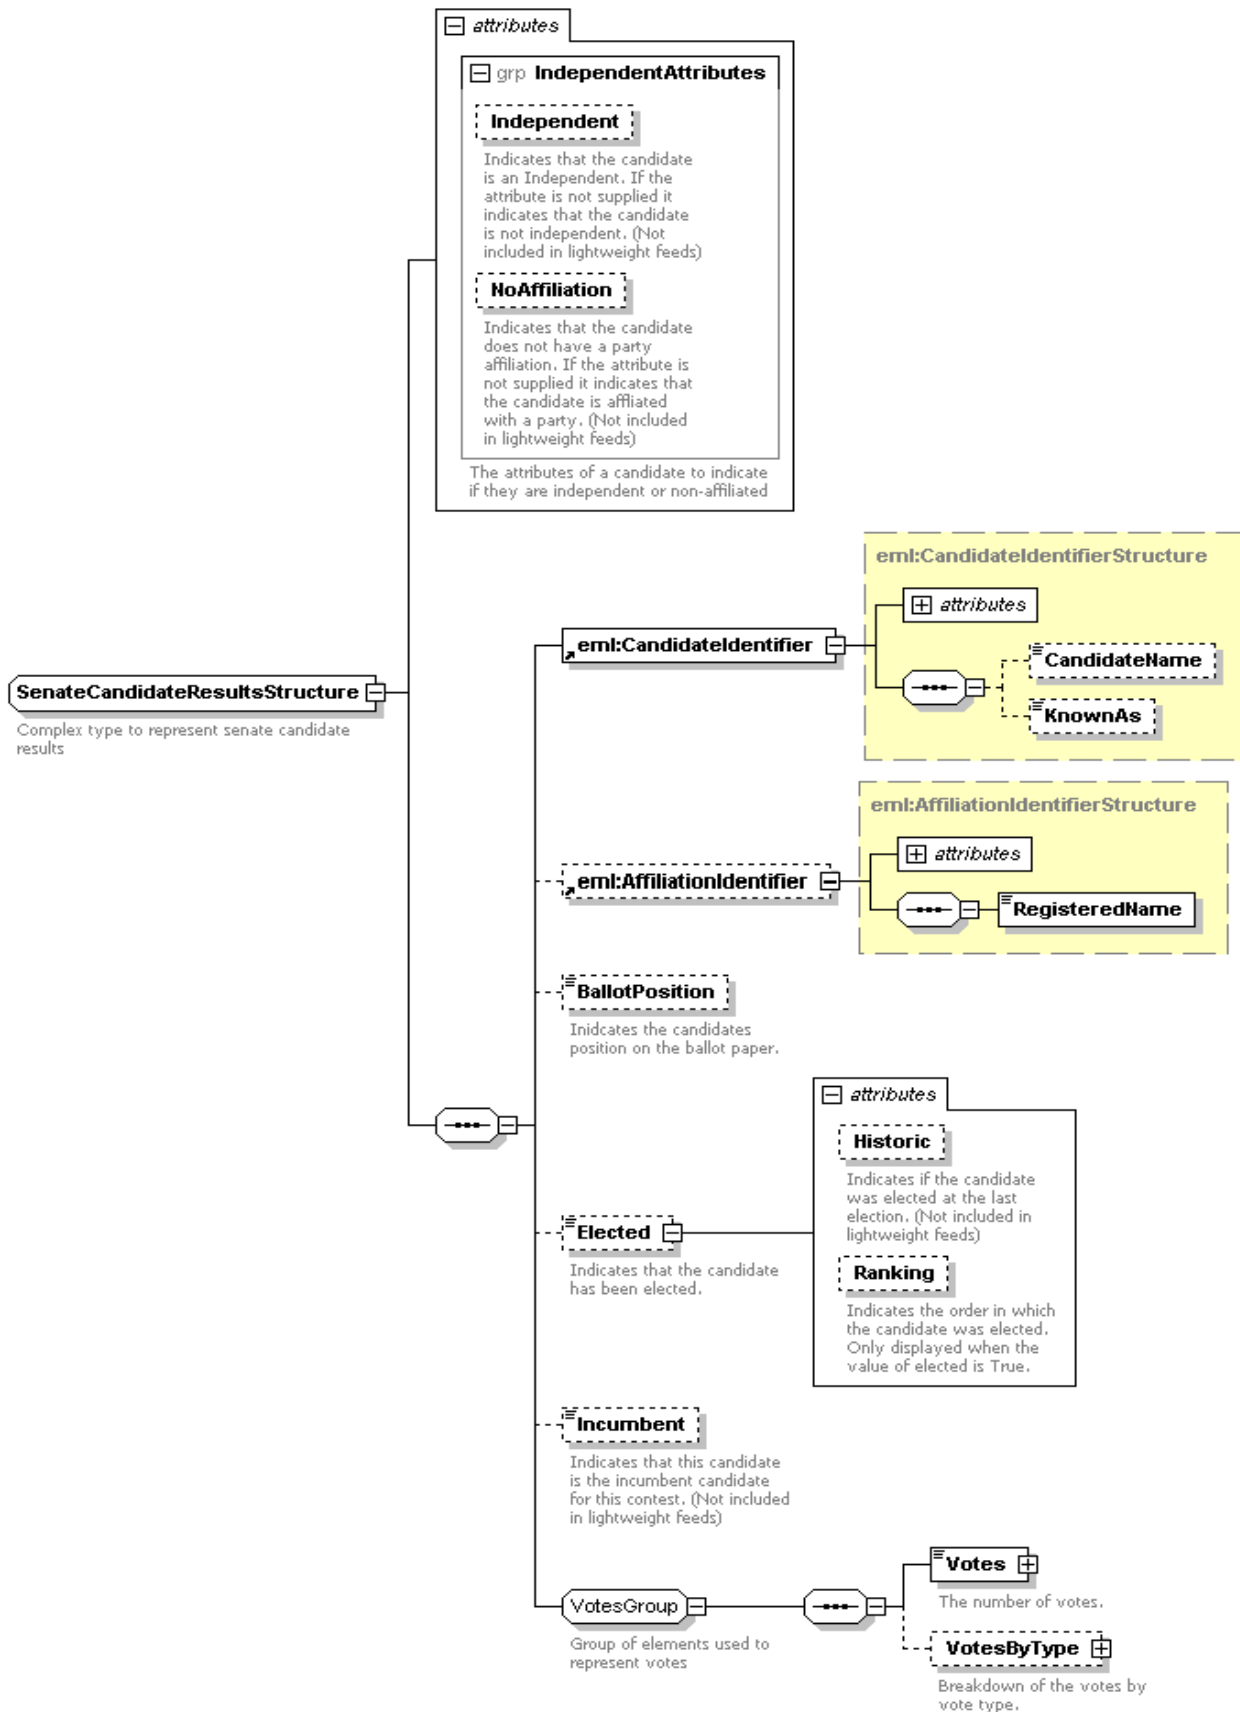 attributes
grp IndependentAttributes
Independent
Indicates that the candidate
is an Independent. If the
attribute is not supplied it
indicates that the candidate
is not independent. (Not
included in lightweight feeds)
NoAffiliation
Indicates that the candidate
does not have a party
affiliation. If the attribute is
not supplied it indicates that
the candidate is affliated
with a party. (Not included
in lightweight feeds)
The attributes of a candidate to indicate
if they are independent or non-affiliated
SenateCandidateResultsStructure
Complex type to represent senate candidate
results
eml:CandidateIdentifier
eml:CandidateIdentifierStructure
attributes
CandidateName
KnownAs
eml:AffiliationIdentifier
eml:AffiliationIdentifierStructure
attributes
RegisteredName
BallotPosition
Inidcates the candidates
position on the ballot paper.
Elected
Indicates that the candidate
has been elected.
attributes
Historic
Indicates if the candidate
was elected at the last
election. (Not included in
lightweight feeds)
Ranking
Indicates the order in which
the candidate was elected.
Only displayed when the
value of elected is True.
Incumbent
Indicates that this candidate
is the incumbent candidate
for this contest. (Not included
in lightweight feeds)
VotesGroup
Group of elements used to
represent votes
Votes
The number of votes.
VotesByType
Breakdown of the votes by
vote type.